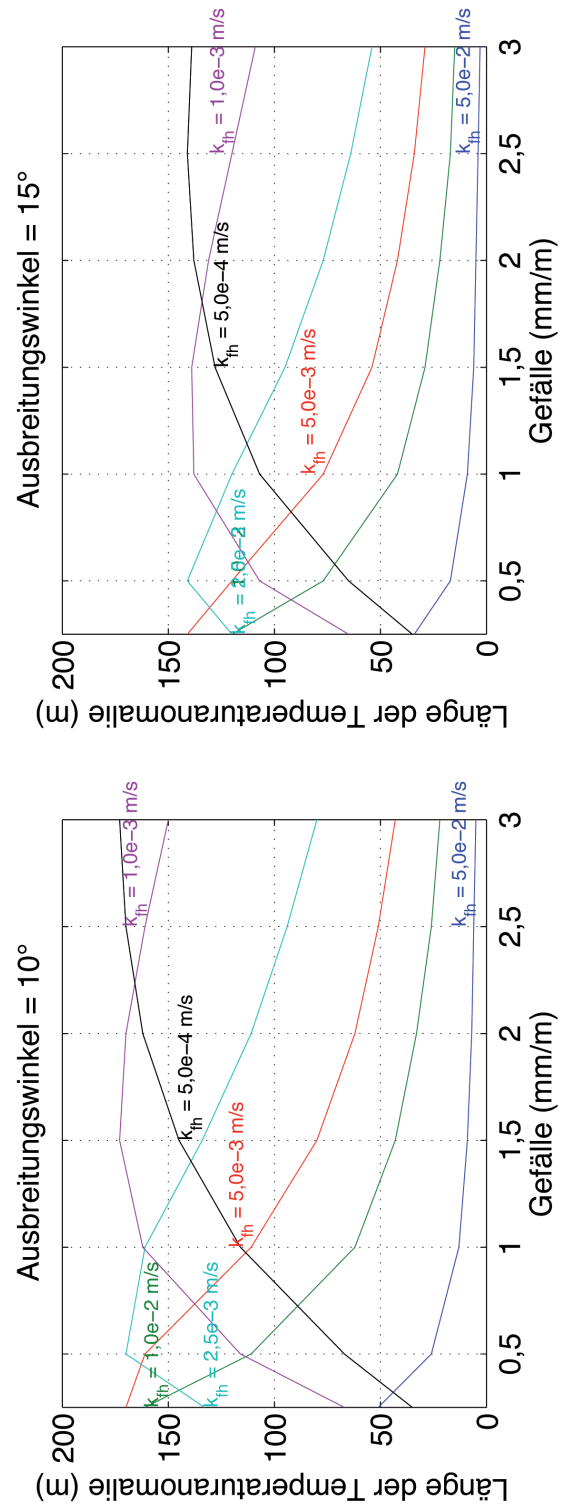 Ausbreitungswinkel = 10°
Länge der Temperaturanomalie (m)
200
150
100
50
0
k_fh = 1,0e−2 m/s
k_fh = 2,5e−3 m/s
k_fh = 5,0e−3 m/s
k_fh = 5,0e−4 m/s
k_fh = 1,0e−3 m/s
k_fh = 5,0e−2 m/s
0,5
1
1,5
2
2,5
3
Gefälle (mm/m)
Ausbreitungswinkel = 15°
Länge der Temperaturanomalie (m)
200
150
100
50
0
k_fh =
m/s
k_fh = 5,0e−3 m/s
k_fh = 5,0e−4 m/s
k_fh = 1,0e−3 m/s
k_fh = 5,0e−2 m/s
0,5
1
1,5
2
2,5
3
Gefälle (mm/m)